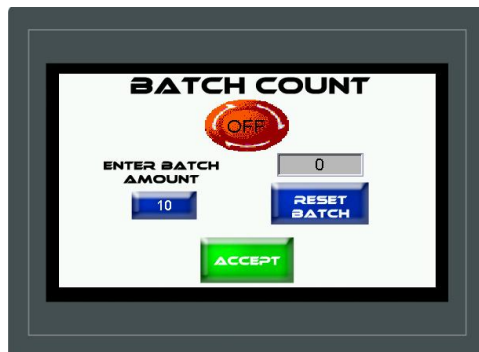 BATCH COUNT
OFF
ENTER BATCH
AMOUNT
10
0
RESET
BATCH
ACCEPT